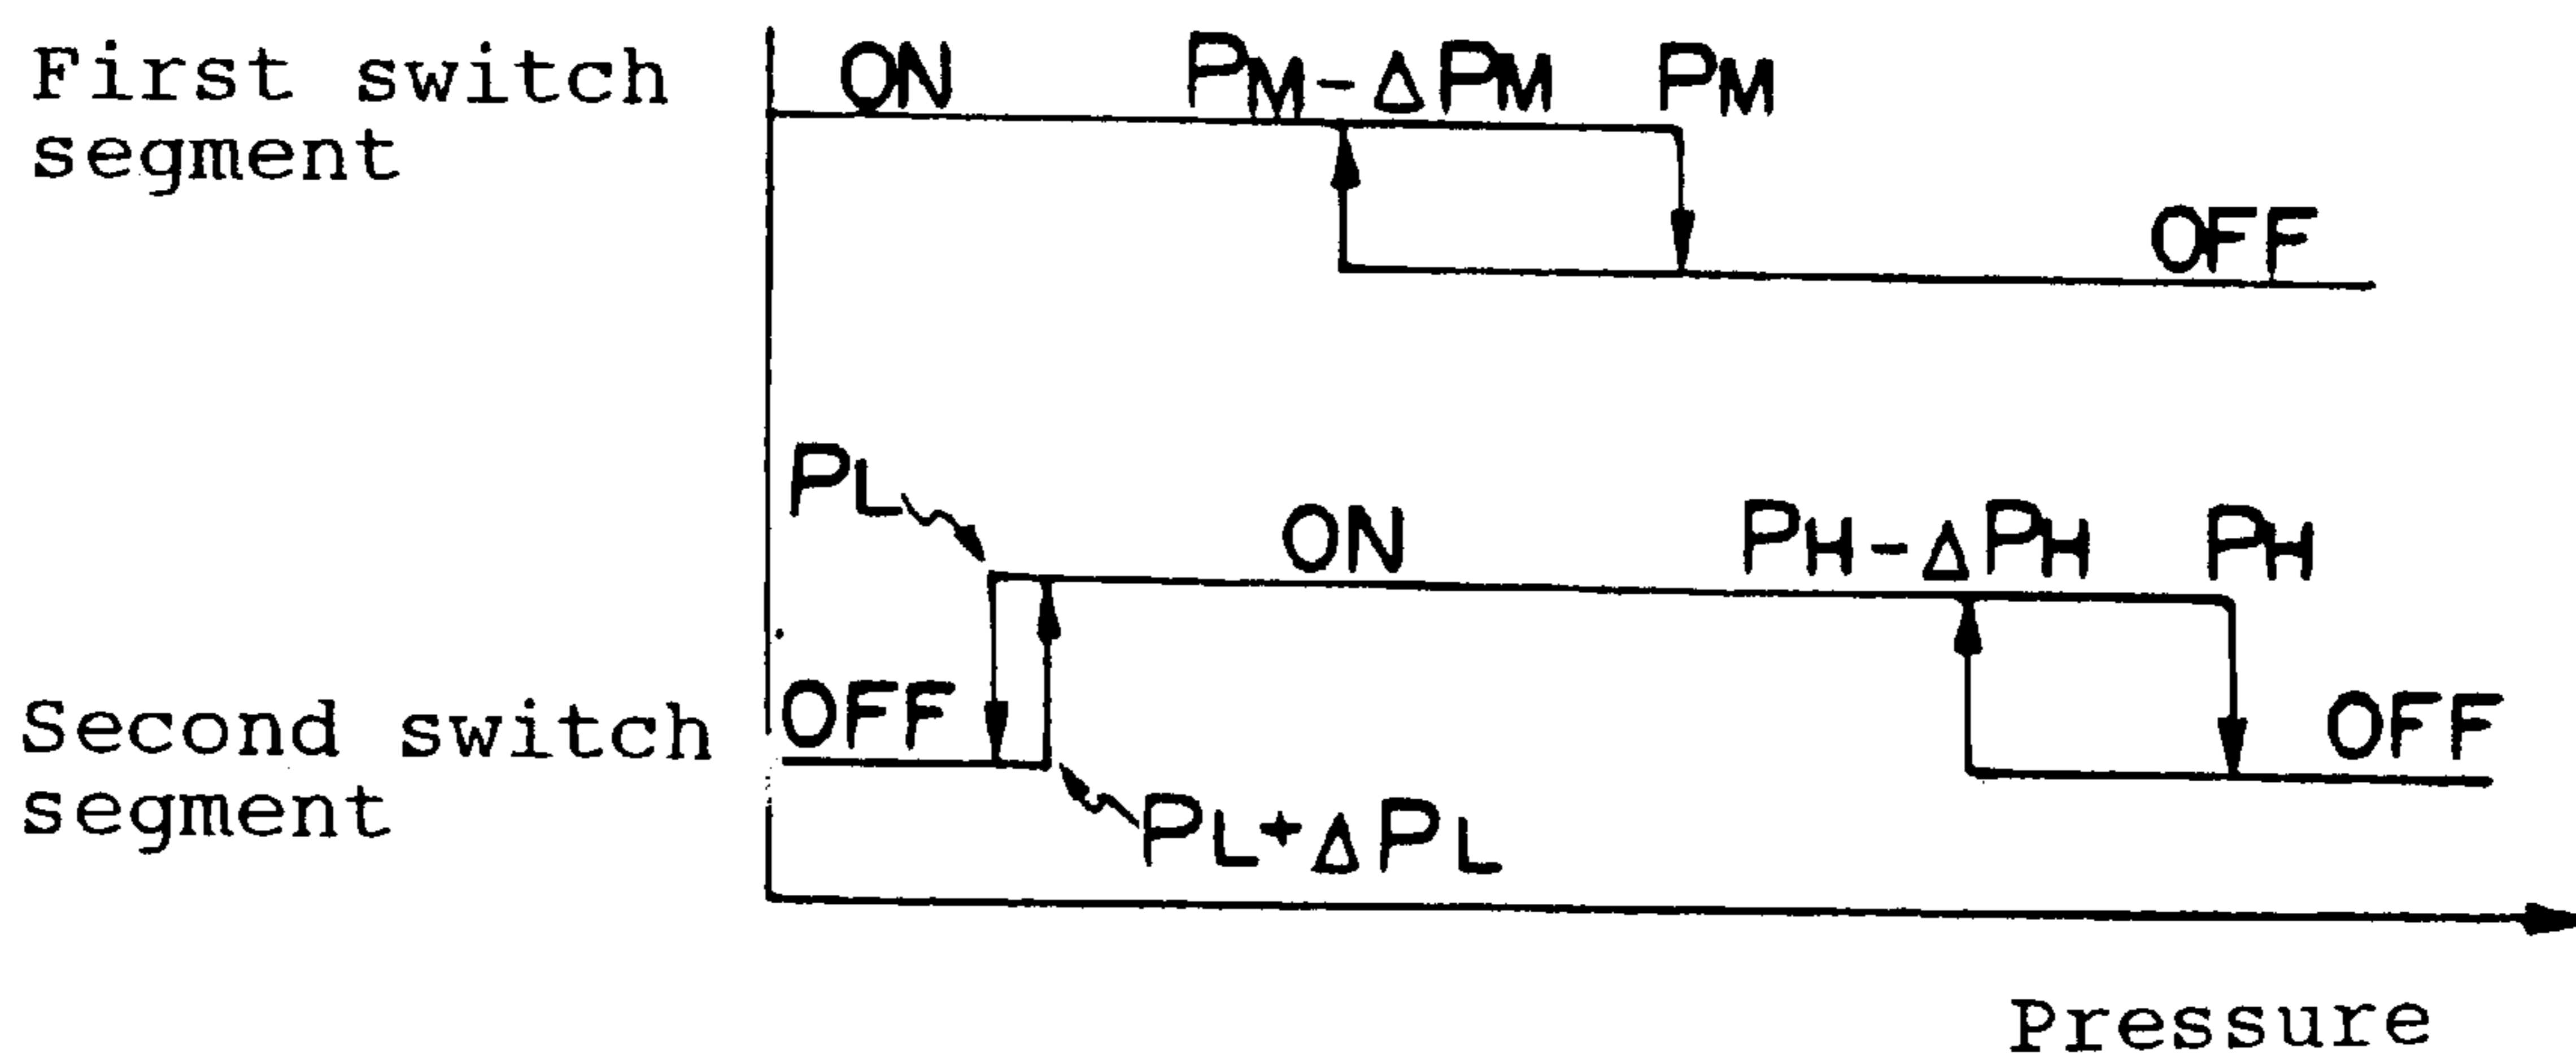 First switch
segment
ON
PM-ΔPM
PM
OFF
PL
ON
PH-ΔPH
PH
Second switch
segment
OFF
OFF
PL+ΔPL
Pressure